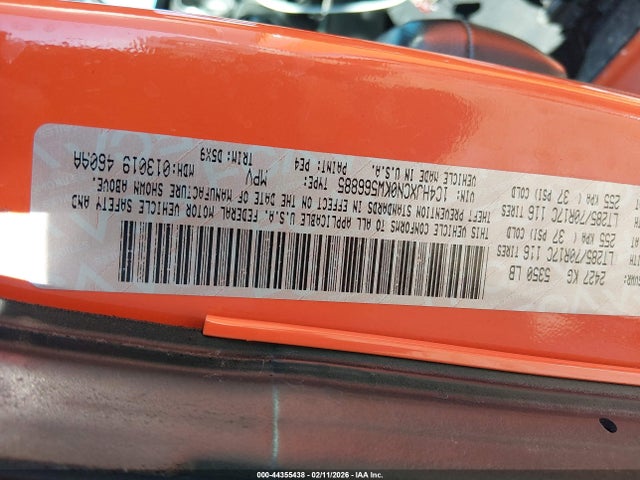 GVWR:
2427 KG 5350 LB
LT285/70R17C 116 TIRES
255 KPA ( 37 PSI) COLD
LT285/70R17C 116 TIRES
255 KPA ( 37 PSI) COLD
THIS VEHICLE CONFORMS TO ALL APPLICABLE U.S.A. FEDERAL MOTOR VEHICLE SAFETY AND
THEFT PREVENTION STANDARDS IN EFFECT ON THE DATE OF MANUFACTURE SHOWN ABOVE.
VIN: 1C4HJXCN0KW566885 TYPE: MPV MDH:013019 460AA
VEHICLE MADE IN U.S.A. PAINT: PE4 TRIM: D5X9
000-44355438 - 02/11/2026 - IAA Inc.